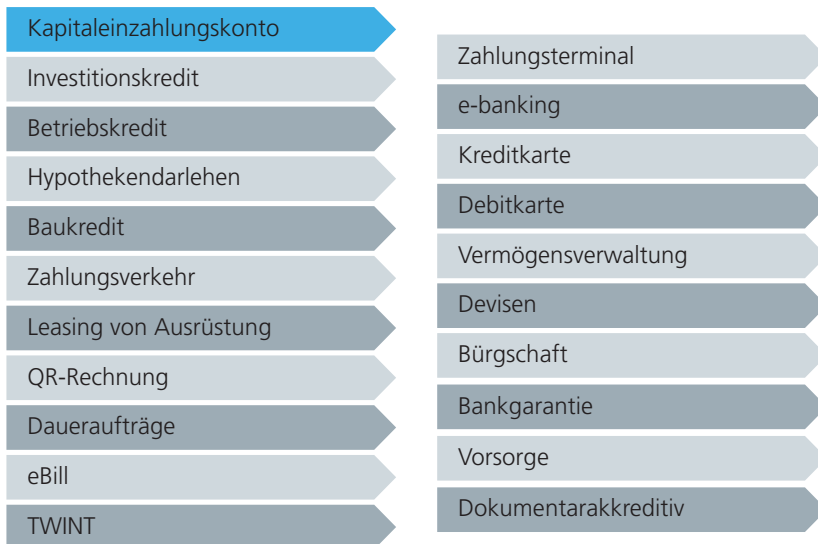 Kapitaleinzahlungskonto
Investitionskredit
Betriebskredit
Hypothekendarlehen
Baukredit
Zahlungsverkehr
Leasing von Ausrüstung
QR-Rechnung
Daueraufträge
eBill
TWINT
Zahlungsterminal
e-banking
Kreditkarte
Debitkarte
Vermögensverwaltung
Devisen
Bürgschaft
Bankgarantie
Vorsorge
Dokumentarakkreditiv